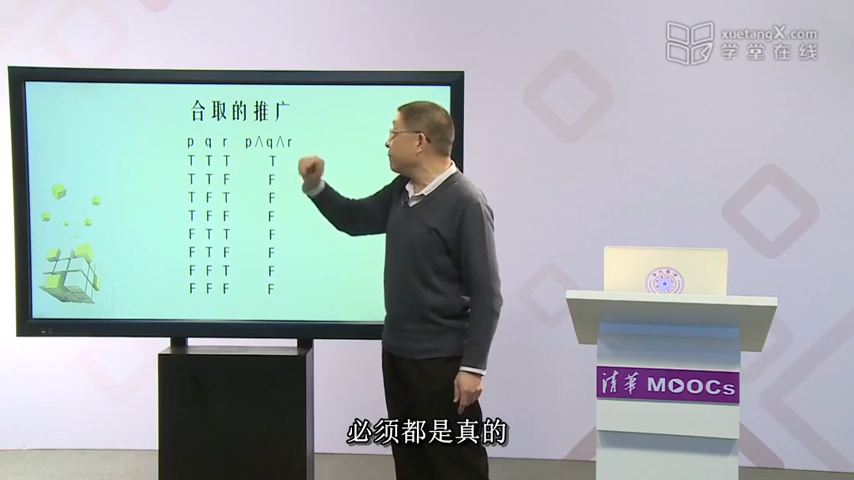 xuetangX.com
学堂在线
合取的推广
p q r p∧q∧r
T T T T
T T F F
T F T F
T F F F
F T T F
F T F F
F F T F
F F F F
清华 MOOCs
必须都是真的